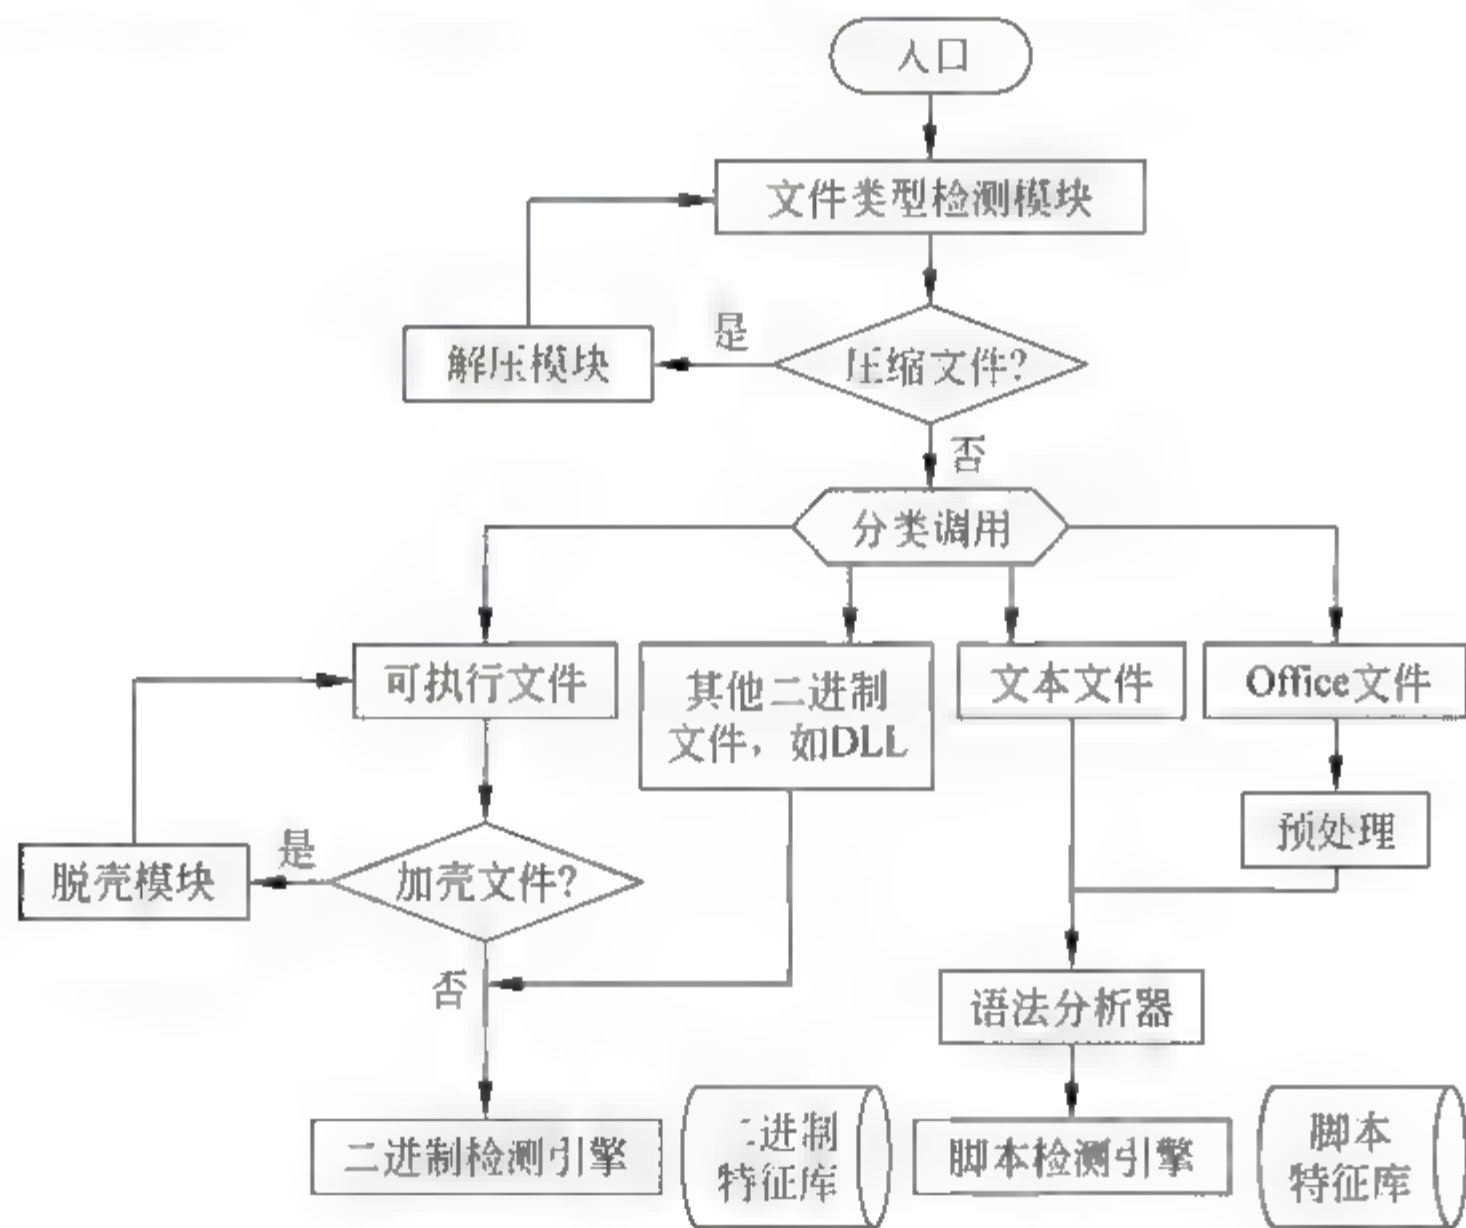 入口
文件类型检测模块
是
解压模块
压缩文件?
否
分类调用
可执行文件
其他二进制
文件，如DLL
文本文件
Office文件
预处理
是
脱壳模块
加壳文件?
否
语法分析器
二进制检测引擎
二进制
特征库
脚本检测引擎
脚本
特征库